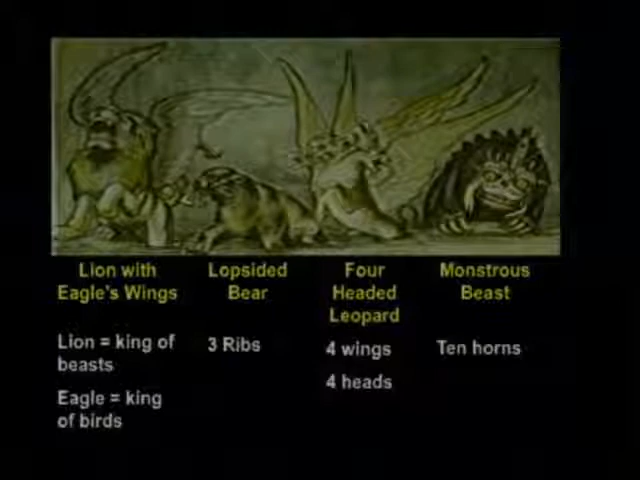 Lion with
Eagle's Wings
Lion = king of
beasts
Eagle = king
of birds
Lopsided
Bear
3 Ribs
Four
Headed
Leopard
4 wings
4 heads
Monstrous
Beast
Ten horns